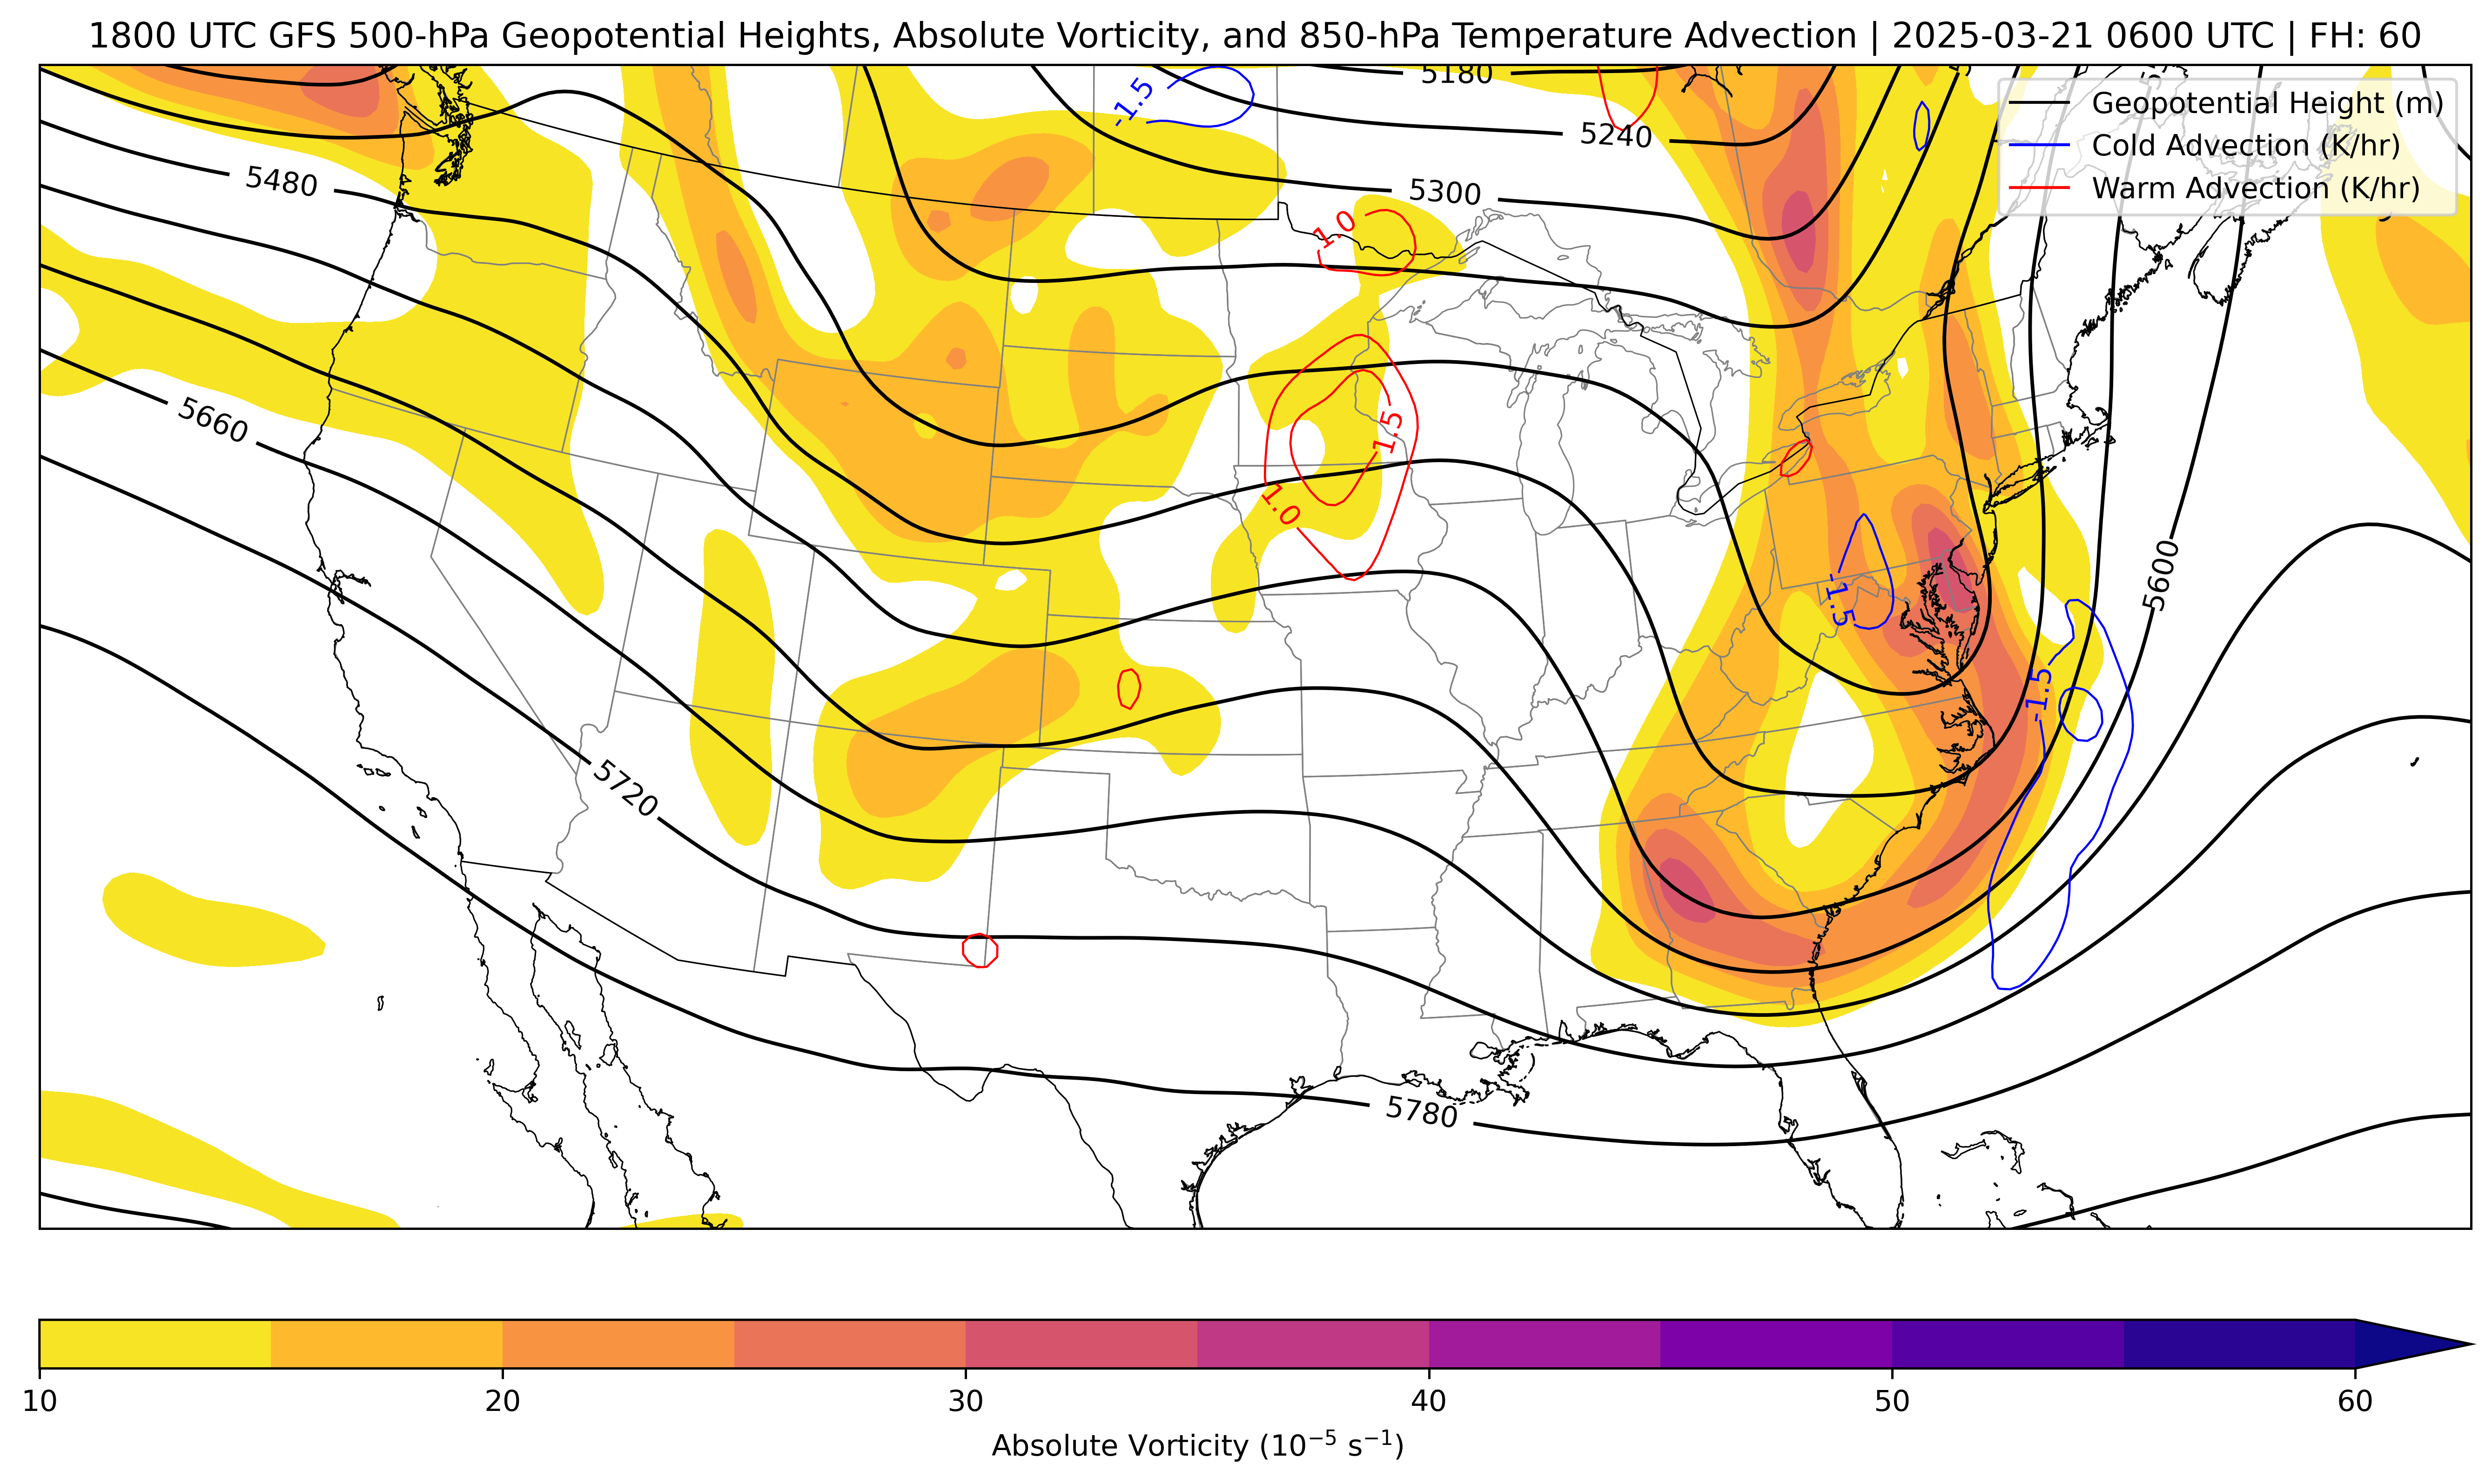 1800 UTC GFS 500-hPa Geopotential Heights, Absolute Vorticity, and 850-hPa Temperature Advection | 2025-03-21 0600 UTC | FH: 60
Geopotential Height (m)
Cold Advection (K/hr)
Warm Advection (K/hr)
5180
-1.5
5240
5300
5480
1.0
5660
1.5
1.0
-1.5
5600
-1.5
5720
5780
10 20 30 40 50 60
Absolute Vorticity (10⁻⁵ s⁻¹)